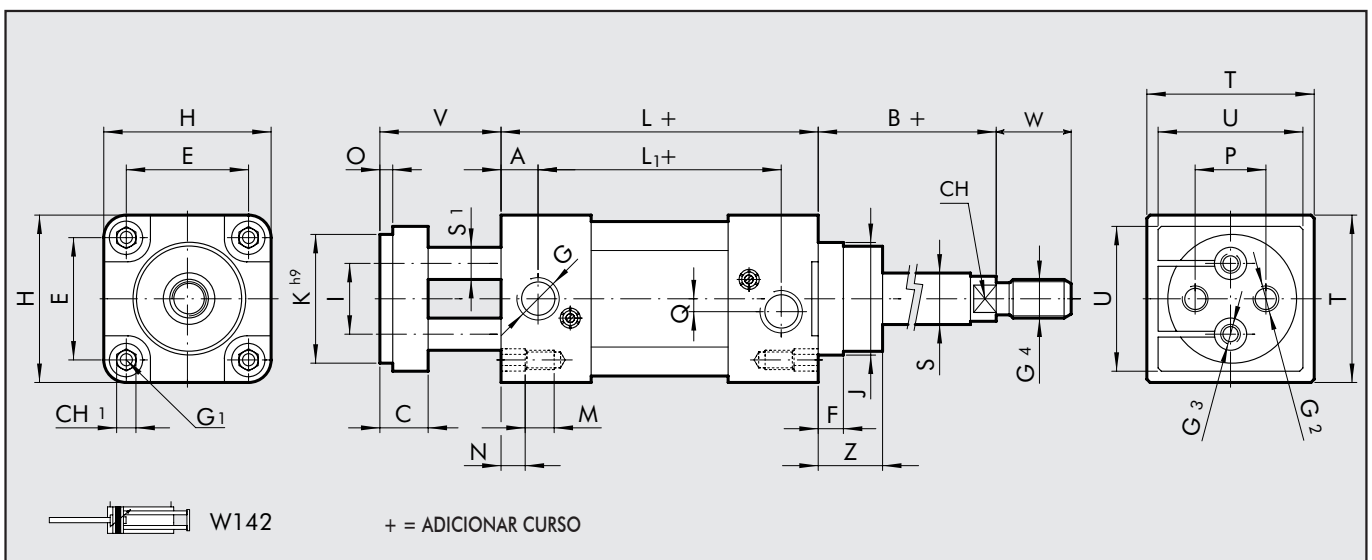 H
E
H
E
CH 1
G1
V
L +
B +
W
O
A
L1+
S 1
K h9
I
G
Q
CH
J
S
G 4
C
M
N
F
Z
T
U
P
U
T
G 3
G 2
W142
+ = ADICIONAR CURSO